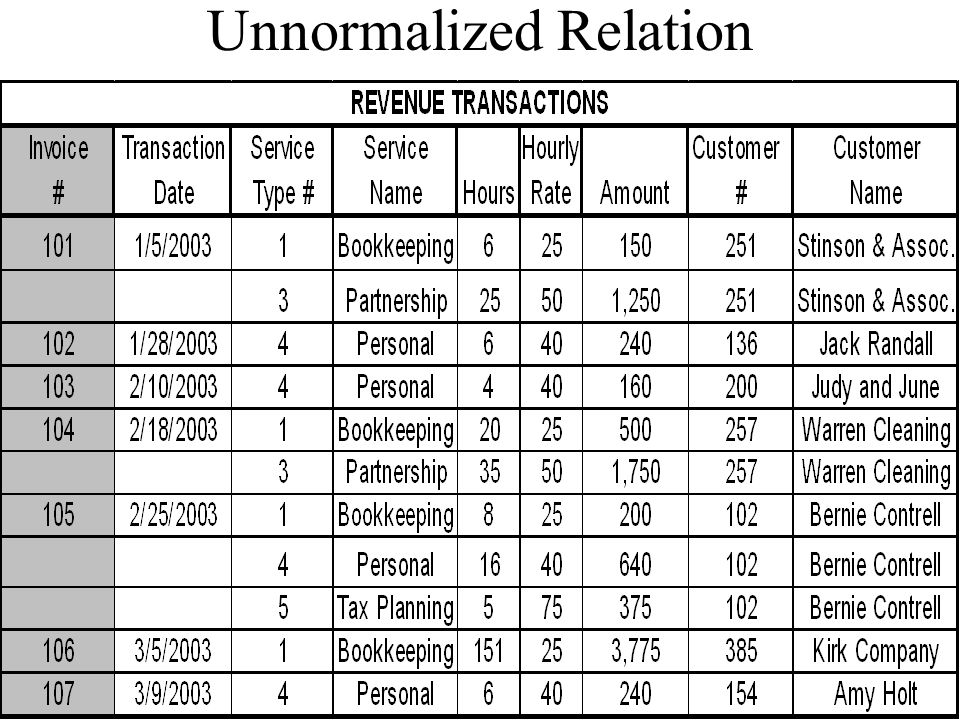 Unnormalized Relation
REVENUE TRANSACTIONS
Invoice # Transaction Date Service Type # Service Name Hours Hourly Rate Amount Customer # Customer Name
101 1/5/2003 1 Bookkeeping 6 25 150 251 Stinson & Assoc.
3 Partnership 25 50 1,250 251 Stinson & Assoc.
102 1/28/2003 4 Personal 6 40 240 136 Jack Randall
103 2/10/2003 4 Personal 4 40 160 200 Judy and June
104 2/18/2003 1 Bookkeeping 20 25 500 257 Warren Cleaning
3 Partnership 35 50 1,750 257 Warren Cleaning
105 2/25/2003 1 Bookkeeping 8 25 200 102 Bernie Contrell
4 Personal 16 40 640 102 Bernie Contrell
5 Tax Planning 5 75 375 102 Bernie Contrell
106 3/5/2003 1 Bookkeeping 151 25 3,775 385 Kirk Company
107 3/9/2003 4 Personal 6 40 240 154 Amy Holt